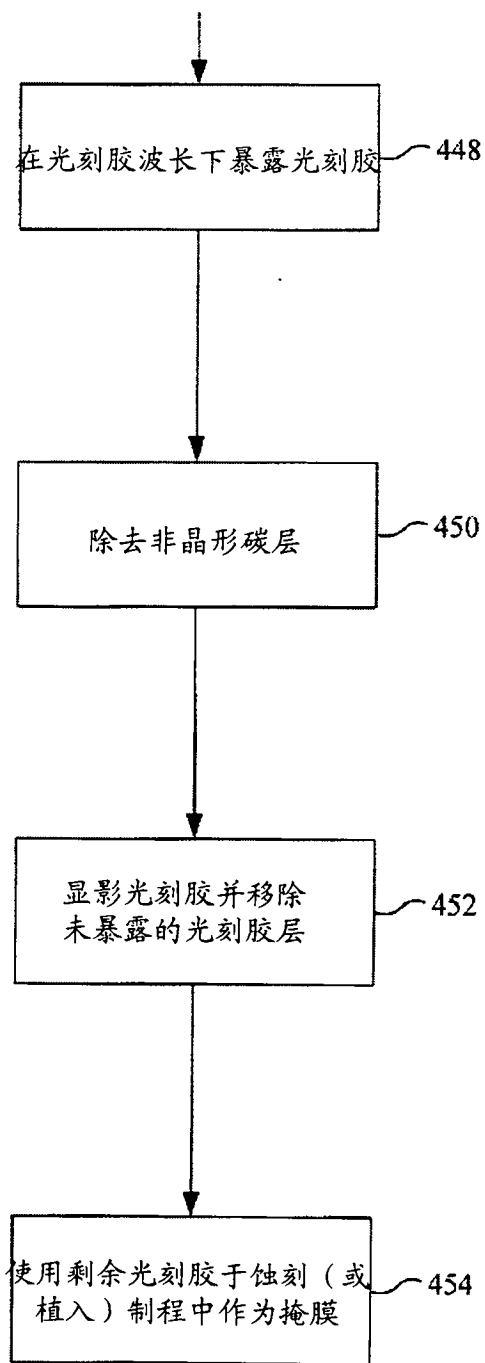 在光刻胶波长下暴露光刻胶
448
除去非晶形碳层
450
显影光刻胶并移除
未暴露的光刻胶层
452
使用剩余光刻胶于蚀刻（或
植入）制程中作为掩膜
454